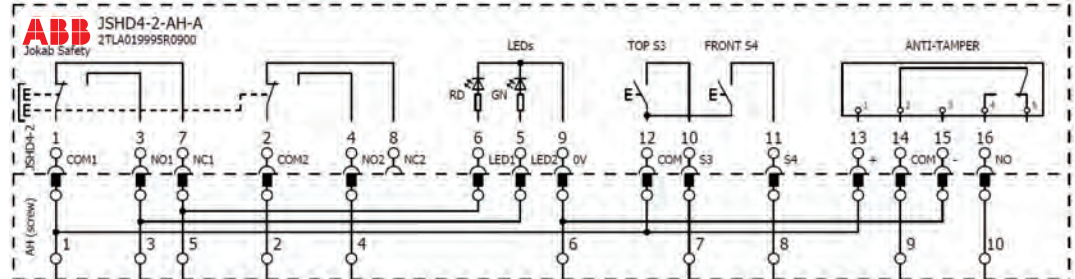 ABB JSHD4-2-AH-A
Jokab Safety 2TLA019995R0900
LEDs TOP S3 FRONT S4 ANTI-TAMPER
RD GN E E
1 2 3 4 5
JSHD4-2
1 3 7 2 4 8 6 5 9 12 10 11 13 14 15 16
COM1 NO1 NC1 COM2 NO2 NC2 LED1 LED2 0V COM S3 S4 + COM - NO
AH (screw)
1 3 5 2 4 6 7 8 9 10